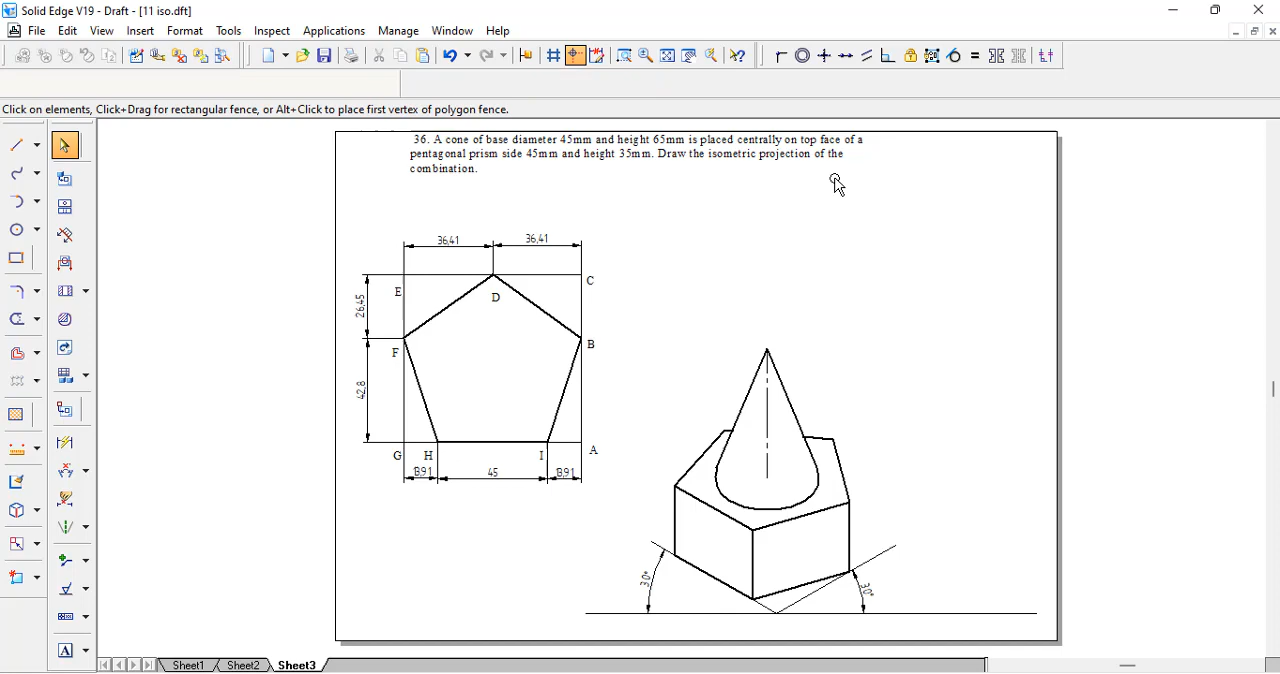 Solid Edge V19 - Draft - [11 iso.dft]
File Edit View Insert Format Tools Inspect Applications Manage Window Help
Click on elements, Click+Drag for rectangular fence, or Alt+Click to place first vertex of polygon fence.
36. A cone of base diameter 45mm and height 65mm is placed centrally on top face of a
pentagonal prism side 45mm and height 35mm. Draw the isometric projection of the
combination.
36,41 36,41
E C
D
26,45
F B
42,8
G H I A
13,91 45 13,91
30° 30°
A
Sheet1 Sheet2 Sheet3